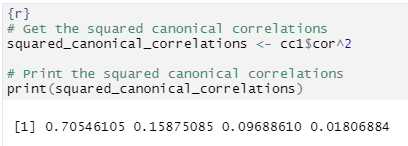 {r}
# Get the squared canonical correlations
squared_canonical_correlations <- cc1$cor^2
# Print the squared canonical correlations
print(squared_canonical_correlations)
[1] 0.70546105 0.15875085 0.09688610 0.01806884